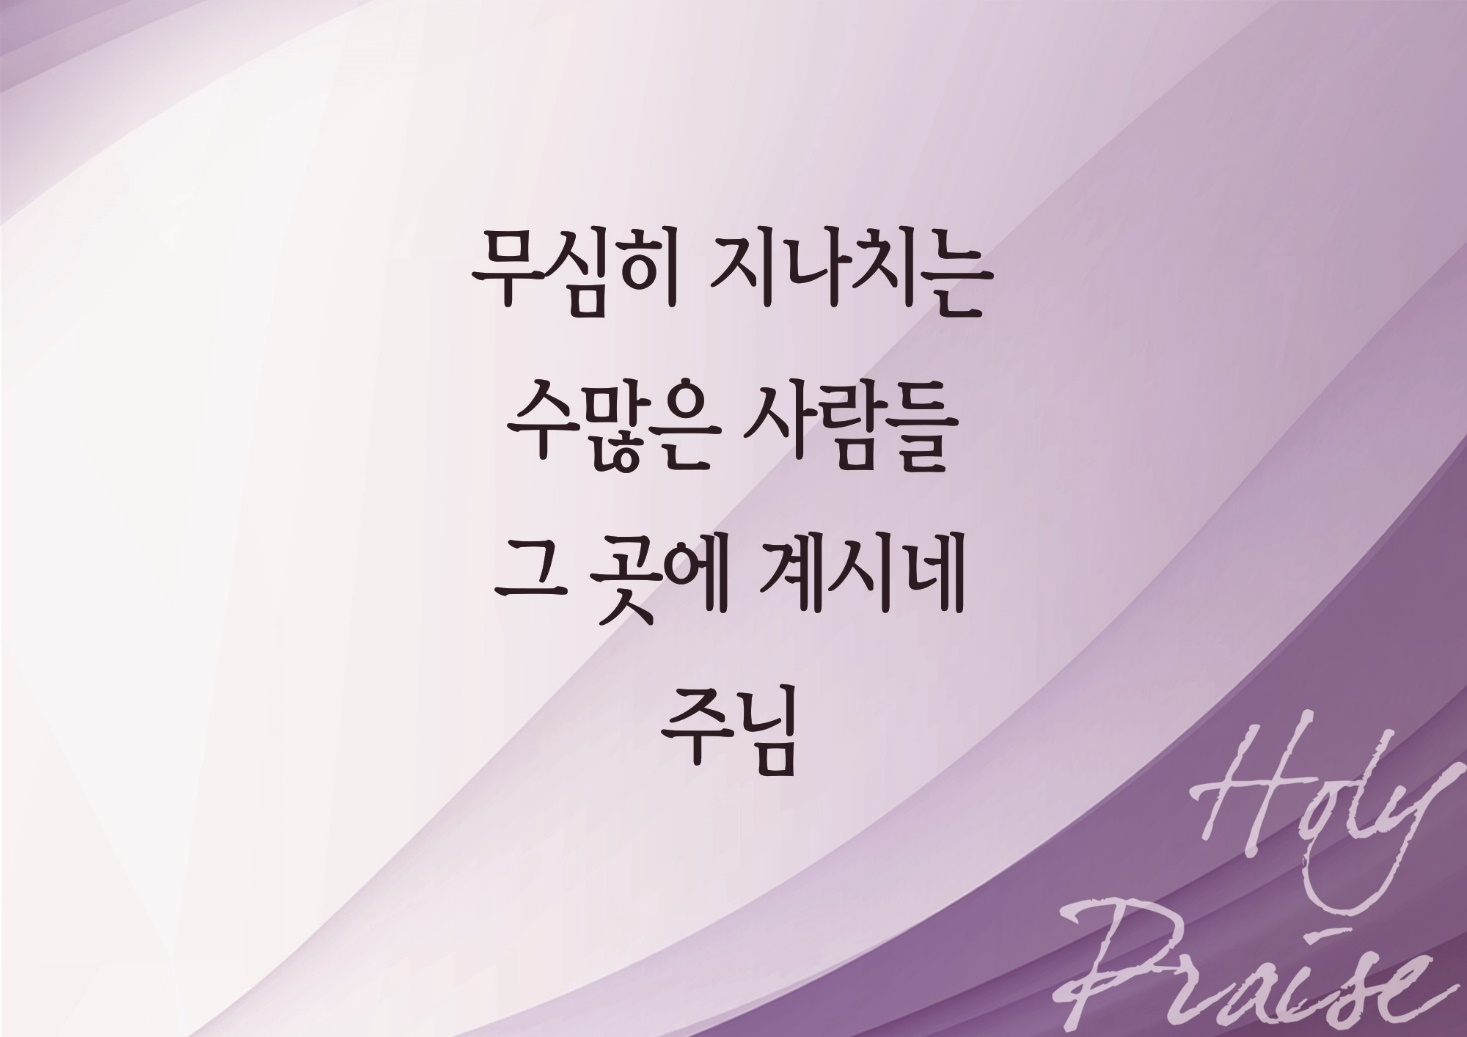 무심히 지나치는
수많은 사람들
그 곳에 계시네
주님
Holy
Praise